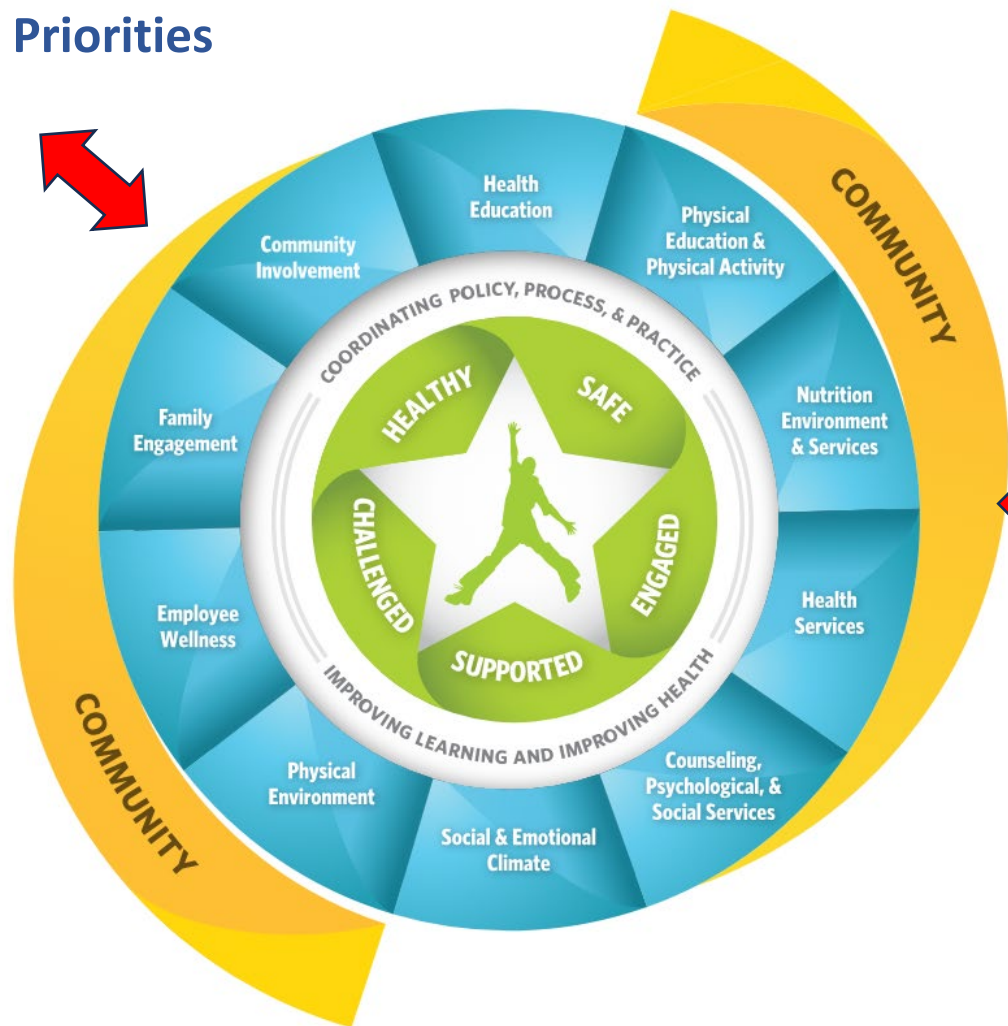 Priorities
COMMUNITY
Health
Education
Physical
Education &
Physical Activity
Community
Involvement
COORDINATING POLICY, PROCESS, & PRACTICE
HEALTHY
SAFE
Nutrition
Environment
& Services
Family
Engagement
CHALLENGED
ENGAGED
Health
Services
Employee
Wellness
SUPPORTED
IMPROVING LEARNING AND IMPROVING HEALTH
Counseling,
Psychological, &
Social Services
Physical
Environment
Social & Emotional
Climate
COMMUNITY